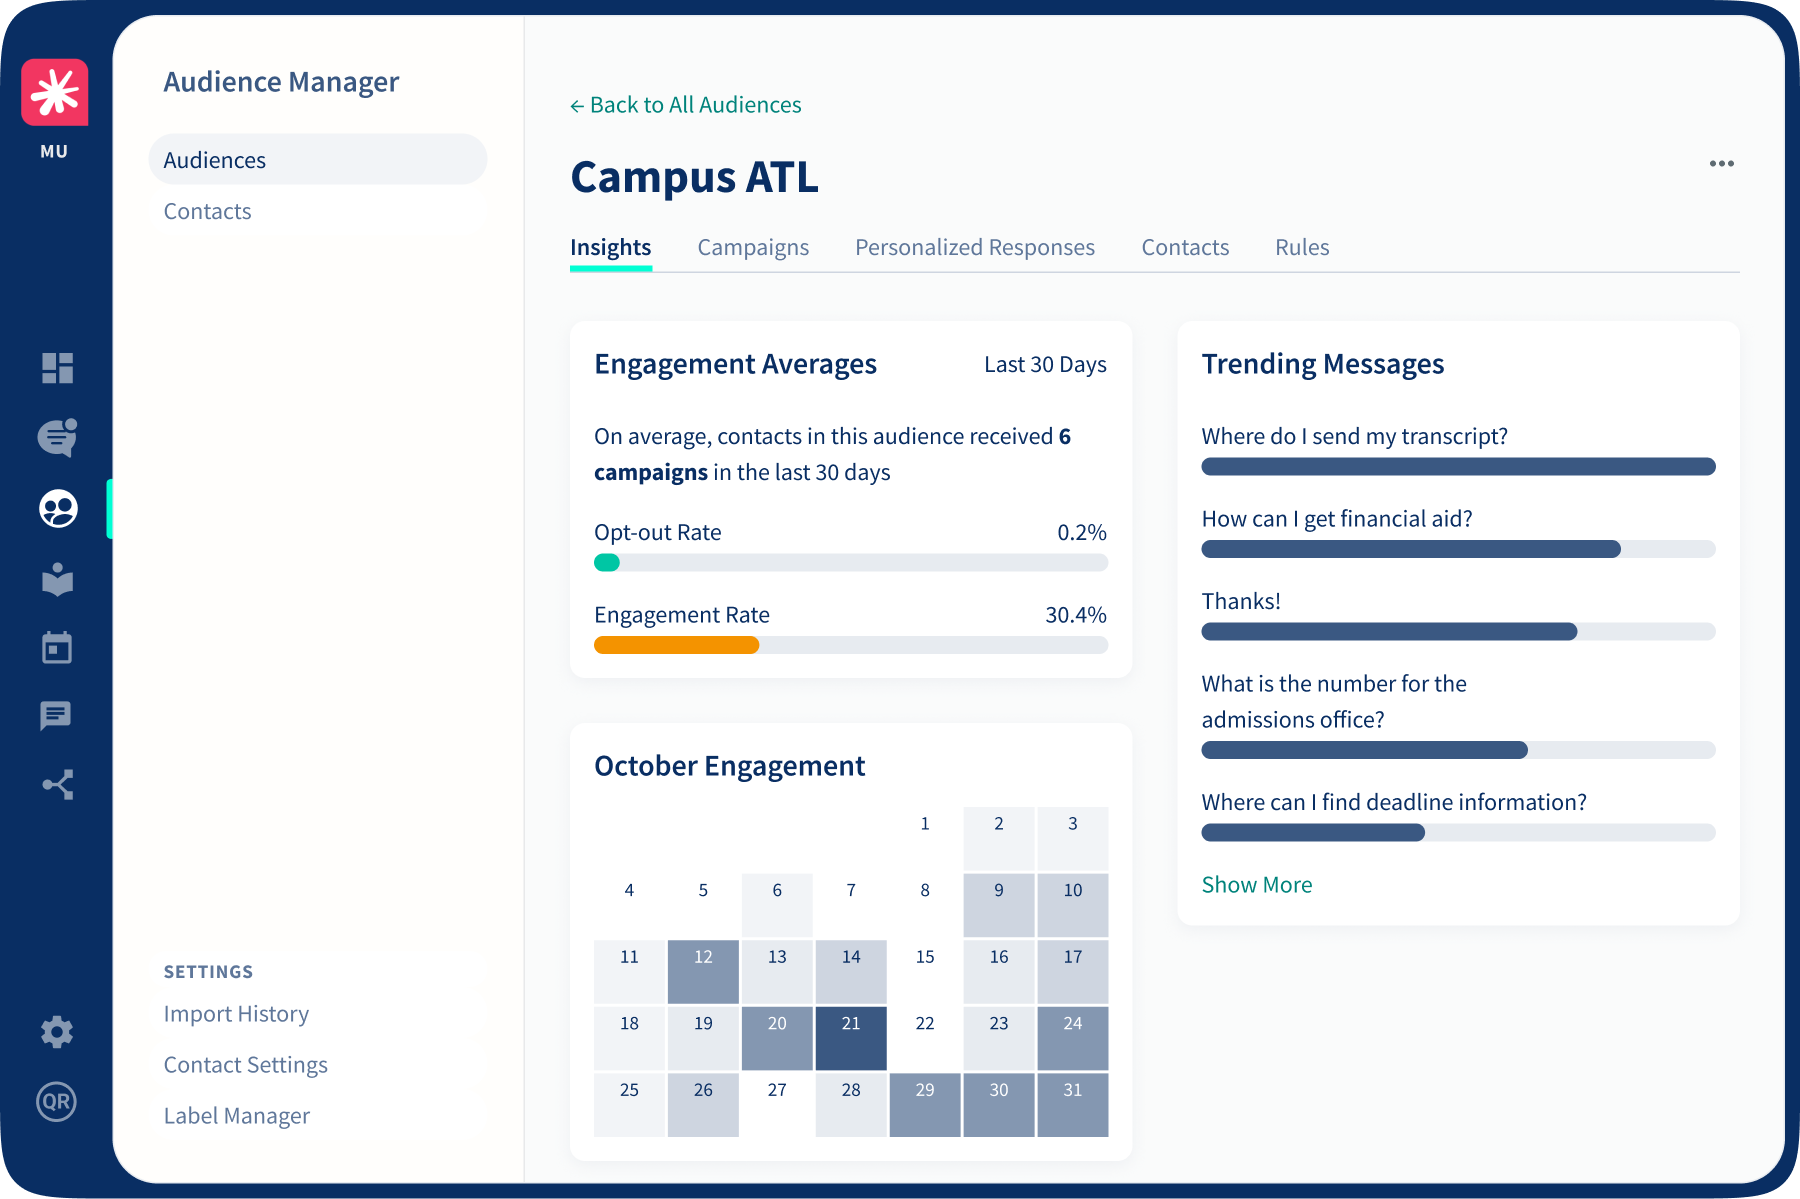 MU
QR
Audience Manager
Audiences
Contacts
SETTINGS
Import History
Contact Settings
Label Manager
← Back to All Audiences
Campus ATL
Insights Campaigns Personalized Responses Contacts Rules
Engagement Averages Last 30 Days
On average, contacts in this audience received 6
campaigns in the last 30 days
Opt-out Rate 0.2%
Engagement Rate 30.4%
October Engagement
1 2 3
4 5 6 7 8 9 10
11 12 13 14 15 16 17
18 19 20 21 22 23 24
25 26 27 28 29 30 31
Trending Messages
Where do I send my transcript?
How can I get financial aid?
Thanks!
What is the number for the
admissions office?
Where can I find deadline information?
Show More